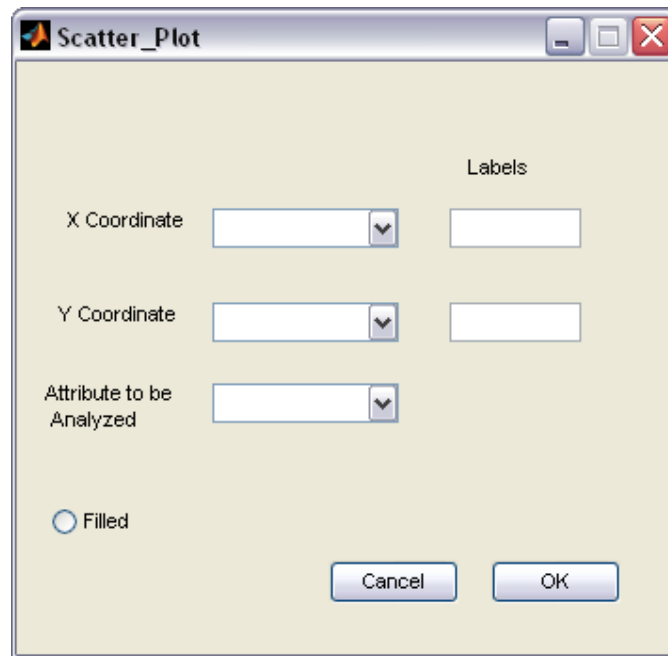 Scatter_Plot
Labels
X Coordinate
Y Coordinate
Attribute to be
Analyzed
Filled
Cancel OK